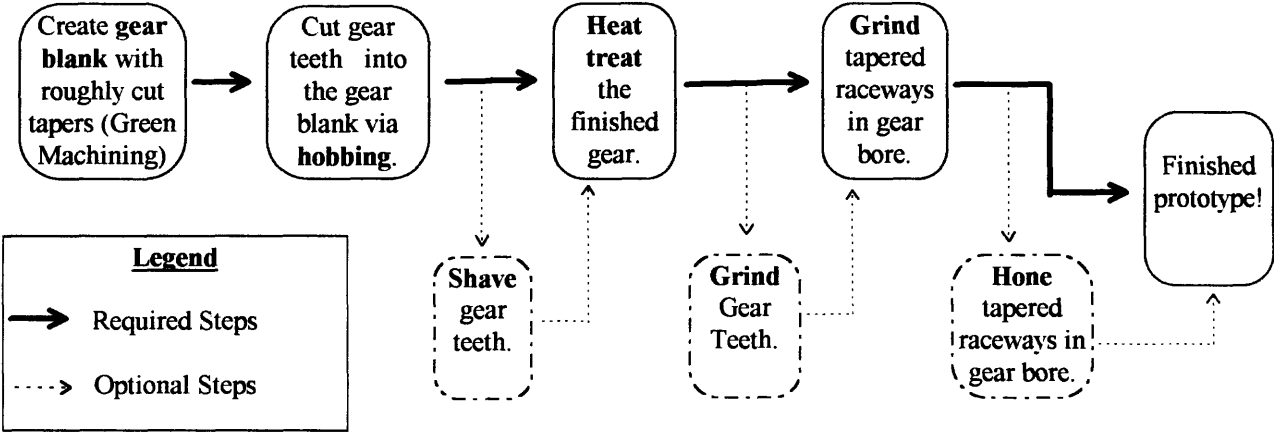 Create gear
blank with
roughly cut
tapers (Green
Machining)
Cut gear
teeth into
the gear
blank via
hobbing.
Heat
treat
the
finished
gear.
Grind
tapered
raceways
in gear
bore.
Finished
prototype!
Shave
gear
teeth.
Grind
Gear
Teeth.
Hone
tapered
raceways in
gear bore.
Legend
Required Steps
Optional Steps